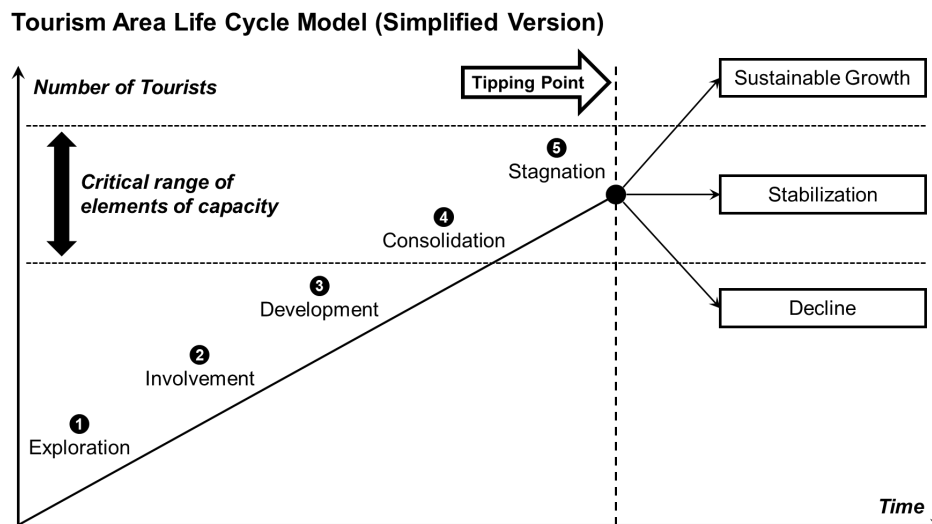 Tourism Area Life Cycle Model (Simplified Version)
Number of Tourists
Tipping Point
Sustainable Growth
Critical range of
elements of capacity
5
Stagnation
Stabilization
4
Consolidation
3
Development
Decline
2
Involvement
1
Exploration
Time